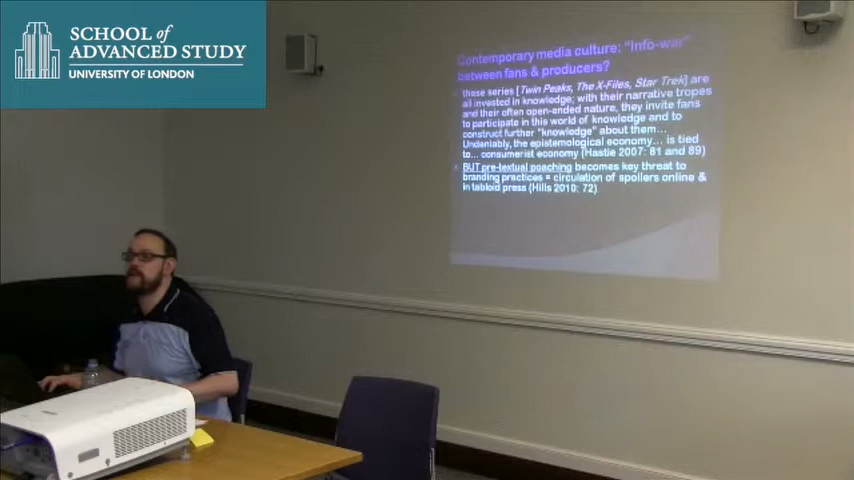 SCHOOL of
ADVANCED STUDY
UNIVERSITY OF LONDON
Contemporary media culture: "Info-war"
between fans & producers?
these series [Twin Peaks, The X-Files, Star Trek] are
all invested in knowledge; with their narrative tropes
and their often open-ended nature, they invite fans
to participate in this world of knowledge and to
construct further "knowledge" about them…
Undeniably, the epistemological economy… is tied
to… consumerist economy (Hastie 2007: 81 and 89)
BUT pre-textual poaching becomes key threat to
branding practices = circulation of spoilers online &
in tabloid press (Hills 2010: 72)